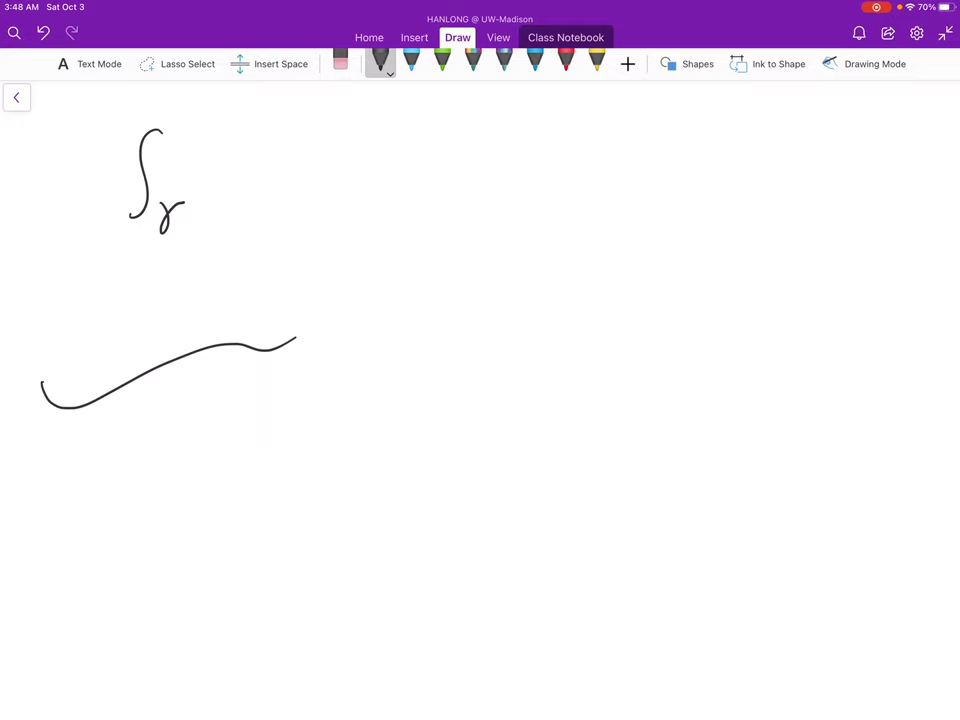 3:48 AM Sat Oct 3
70%
HANLONG @ UW-Madison
Home Insert Draw View Class Notebook
A Text Mode Lasso Select Insert Space Shapes Ink to Shape Drawing Mode
∫γ